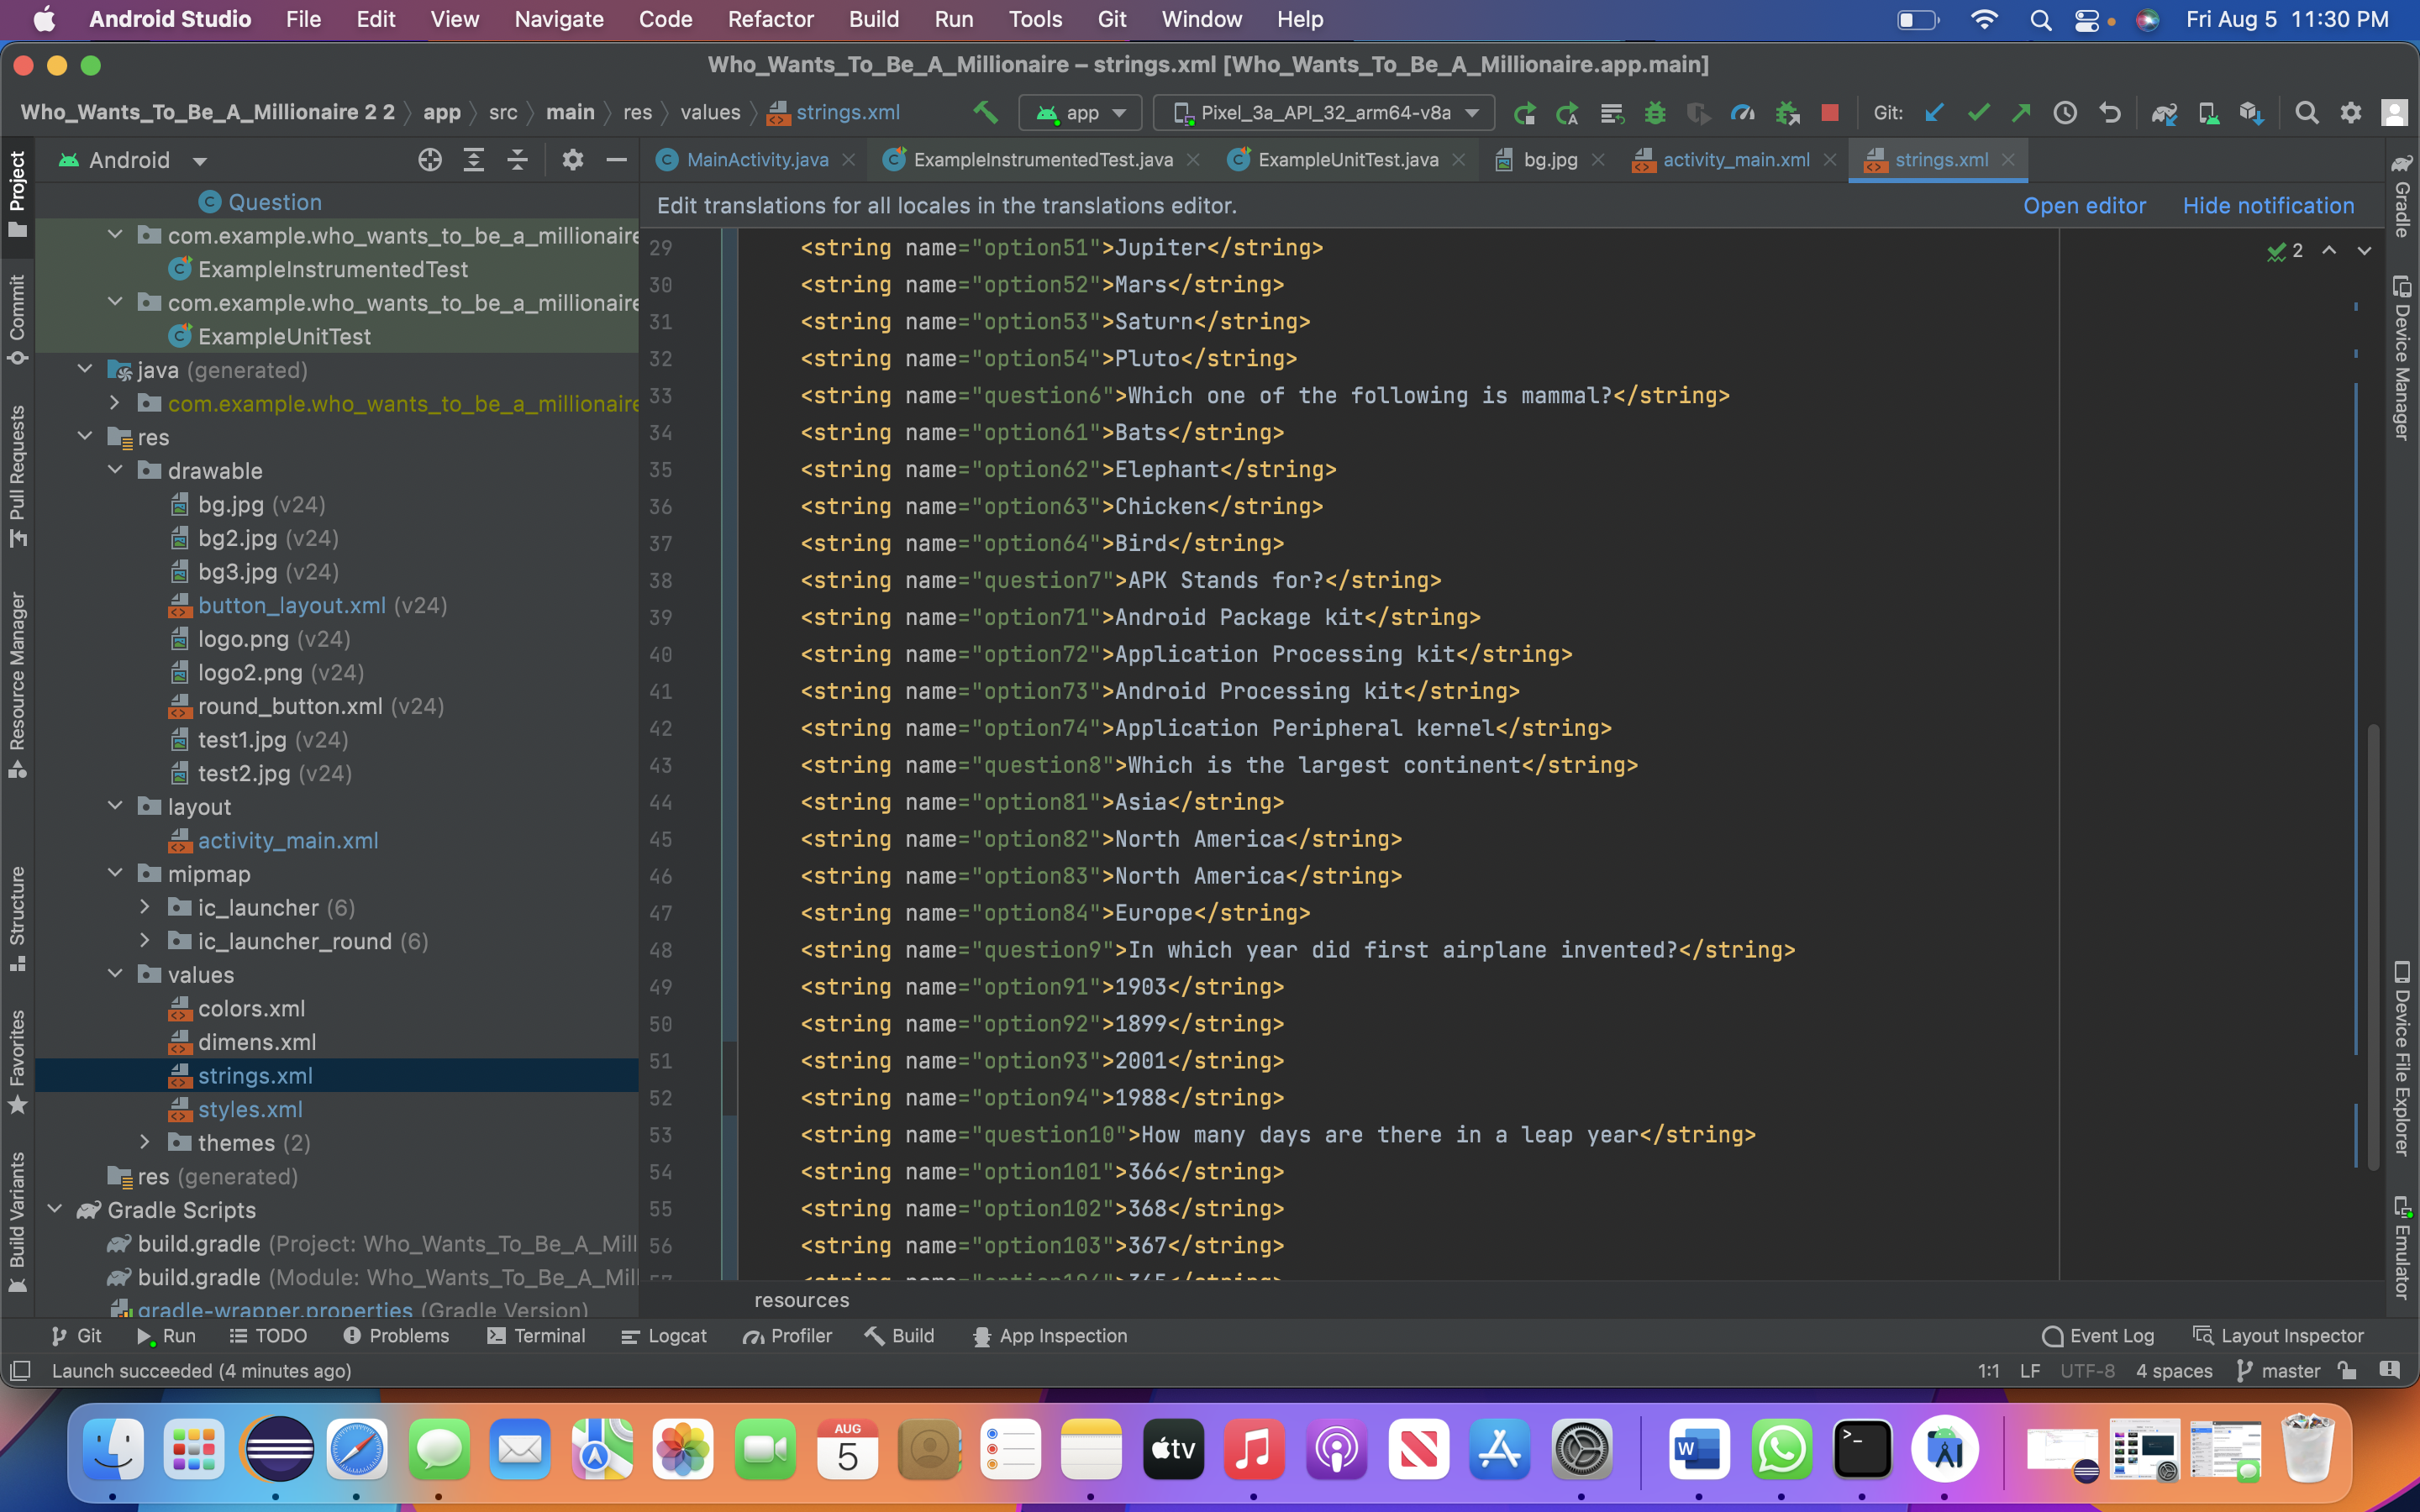 Android Studio File Edit View Navigate Code Refactor Build Run Tools Git Window Help Fri Aug 5 11:30 PM
Who_Wants_To_Be_A_Millionaire – strings.xml [Who_Wants_To_Be_A_Millionaire.app.main]
Who_Wants_To_Be_A_Millionaire 2 2 app src main res values strings.xml app Pixel_3a_API_32_arm64-v8a Git:
Android MainActivity.java ExampleInstrumentedTest.java ExampleUnitTest.java bg.jpg activity_main.xml strings.xml
Edit translations for all locales in the translations editor. Open editor Hide notification
Project
Commit
Pull Requests
Resource Manager
Structure
Favorites
Build Variants
Question
com.example.who_wants_to_be_a_millionaire
ExampleInstrumentedTest
com.example.who_wants_to_be_a_millionaire
ExampleUnitTest
java (generated)
com.example.who_wants_to_be_a_millionaire
res
drawable
bg.jpg (v24)
bg2.jpg (v24)
bg3.jpg (v24)
button_layout.xml (v24)
logo.png (v24)
logo2.png (v24)
round_button.xml (v24)
test1.jpg (v24)
test2.jpg (v24)
layout
activity_main.xml
mipmap
ic_launcher (6)
ic_launcher_round (6)
values
colors.xml
dimens.xml
strings.xml
styles.xml
themes (2)
res (generated)
Gradle Scripts
build.gradle (Project: Who_Wants_To_Be_A_Mill
build.gradle (Module: Who_Wants_To_Be_A_Mil
gradle-wrapper.properties (Gradle Version)
29 <string name="option51">Jupiter</string>
30 <string name="option52">Mars</string>
31 <string name="option53">Saturn</string>
32 <string name="option54">Pluto</string>
33 <string name="question6">Which one of the following is mammal?</string>
34 <string name="option61">Bats</string>
35 <string name="option62">Elephant</string>
36 <string name="option63">Chicken</string>
37 <string name="option64">Bird</string>
38 <string name="question7">APK Stands for?</string>
39 <string name="option71">Android Package kit</string>
40 <string name="option72">Application Processing kit</string>
41 <string name="option73">Android Processing kit</string>
42 <string name="option74">Application Peripheral kernel</string>
43 <string name="question8">Which is the largest continent</string>
44 <string name="option81">Asia</string>
45 <string name="option82">North America</string>
46 <string name="option83">North America</string>
47 <string name="option84">Europe</string>
48 <string name="question9">In which year did first airplane invented?</string>
49 <string name="option91">1903</string>
50 <string name="option92">1899</string>
51 <string name="option93">2001</string>
52 <string name="option94">1988</string>
53 <string name="question10">How many days are there in a leap year</string>
54 <string name="option101">366</string>
55 <string name="option102">368</string>
56 <string name="option103">367</string>
57 <string name="option104">365</string>
2
resources
Gradle
Device Manager
Device File Explorer
Emulator
Git Run TODO Problems Terminal Logcat Profiler Build App Inspection Event Log Layout Inspector
Launch succeeded (4 minutes ago) 1:1 LF UTF-8 4 spaces master
AUG
5
tv
W